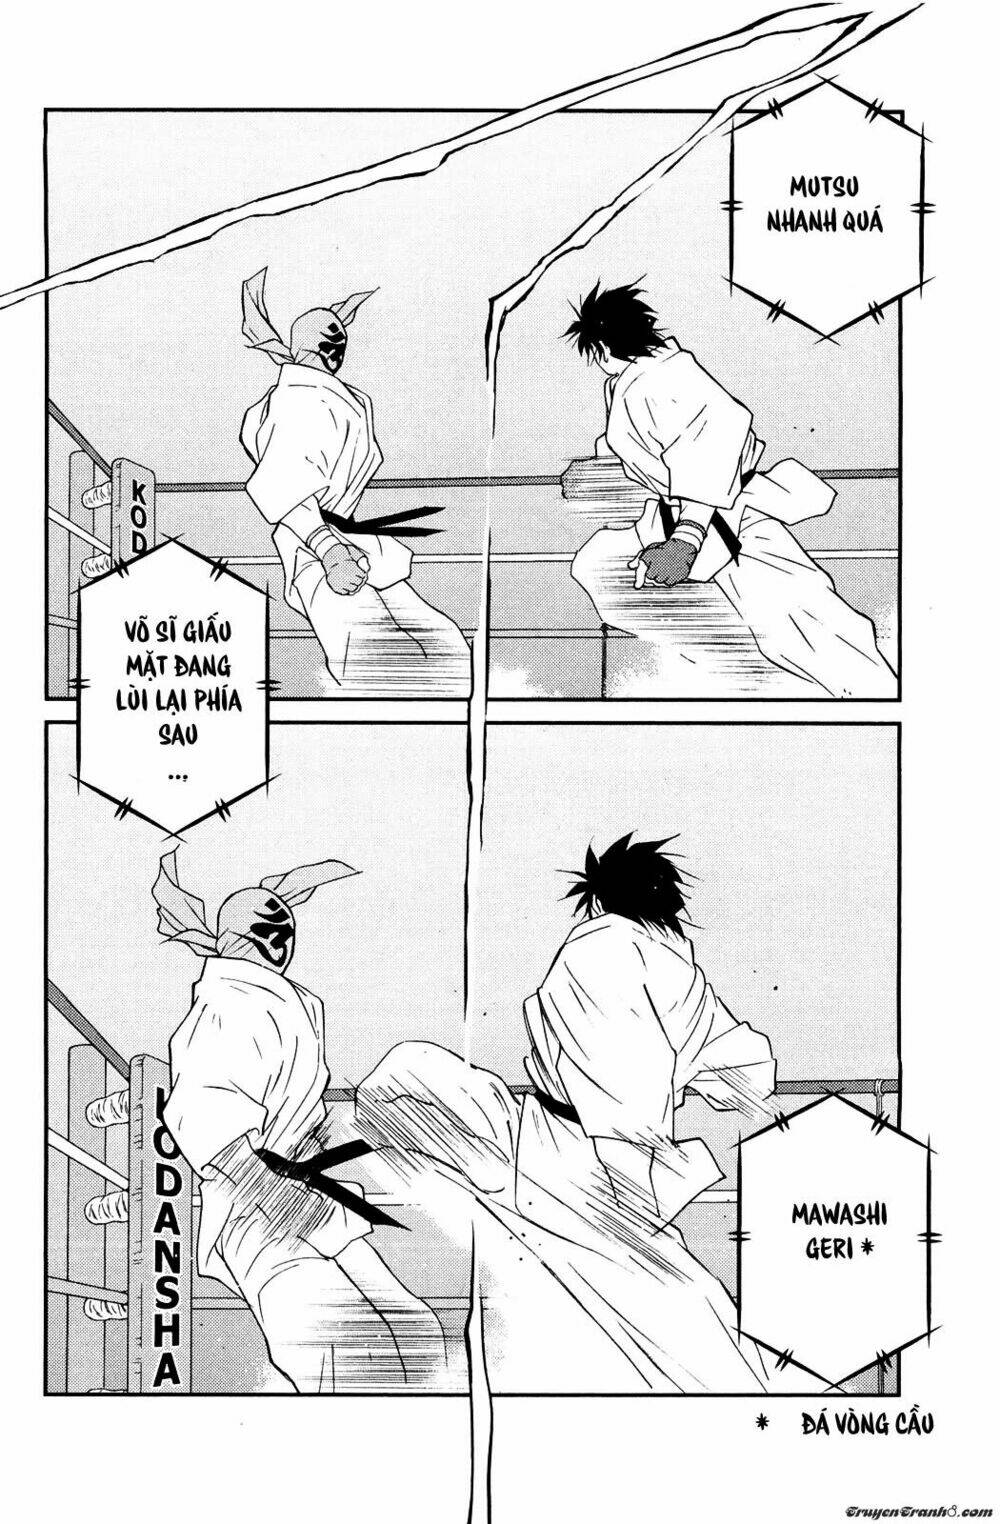 MUTSU
NHANH QUÁ
KOD
VÕ SĨ GIẤU
MẶT ĐANG
LÙI LẠI PHÍA
SAU
...
KODANSHA
MAWASHI
GERI *
* ĐÁ VÒNG CẦU
TruyenTranh8.com